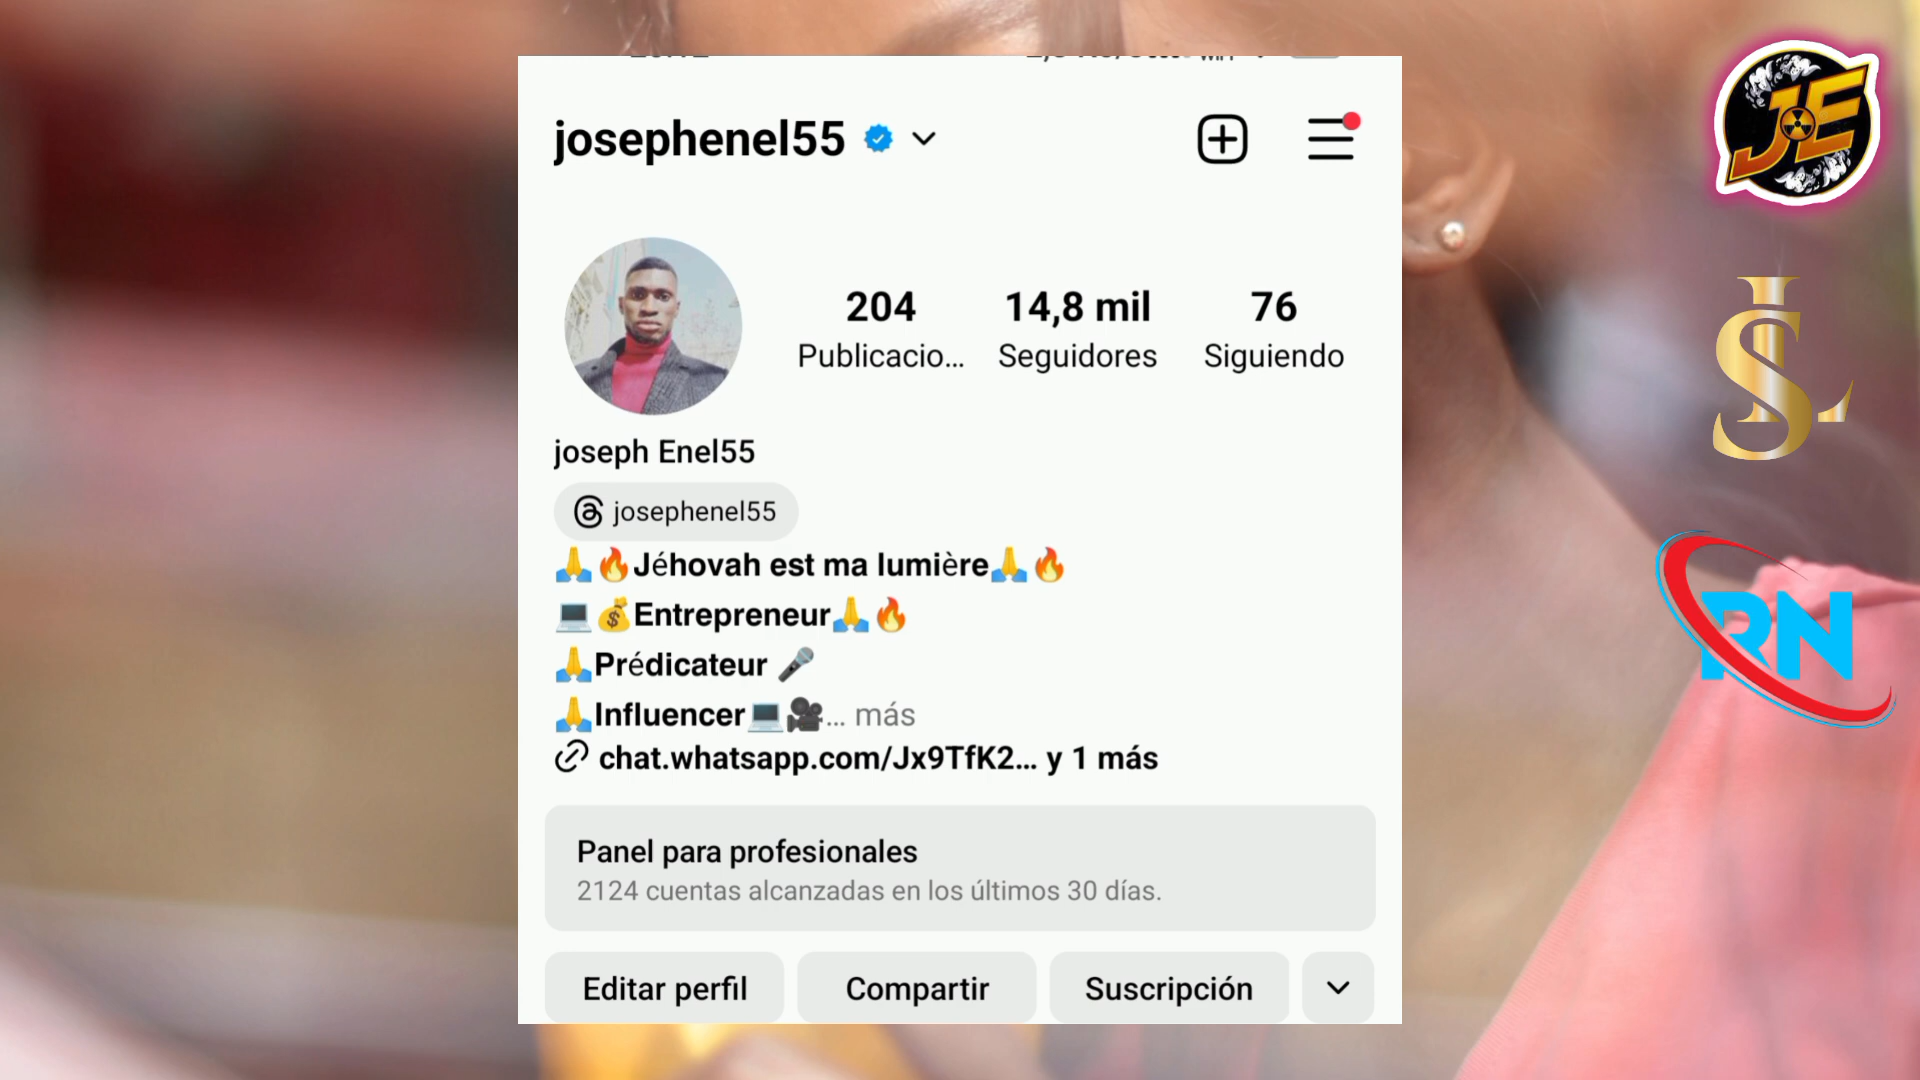 josephenel55
204
14,8 mil
76
Publicacio...
Seguidores
Siguiendo
joseph Enel55
josephenel55
🙏🔥Jéhovah est ma lumière🙏🔥
💻💰Entrepreneur🙏🔥
🙏Prédicateur 🎤
🙏Influencer💻🎥... más
chat.whatsapp.com/Jx9TfK2... y 1 más
Panel para profesionales
2124 cuentas alcanzadas en los últimos 30 días.
Editar perfil
Compartir
Suscripción
JE
SL
RN